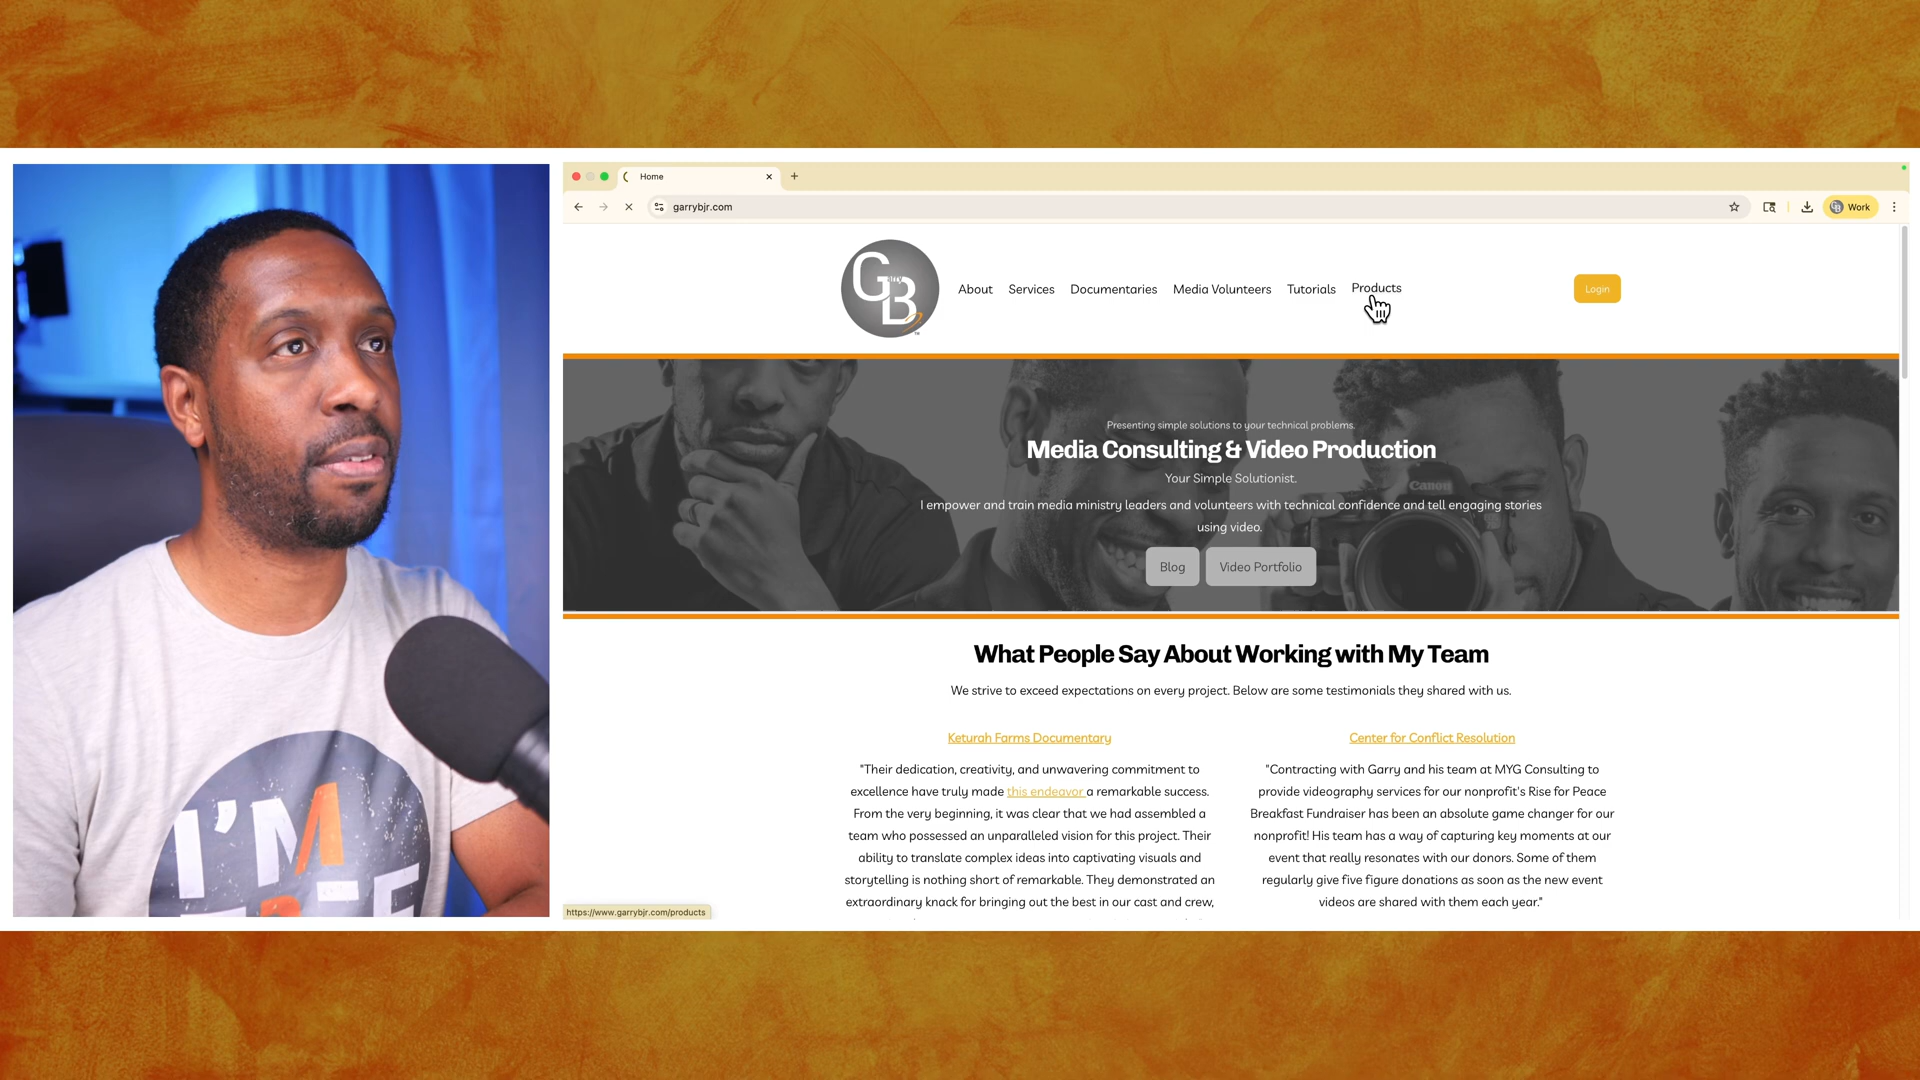 I'M
Home
garrybjr.com
Work
GB
arry
TM
About
Services
Documentaries
Media Volunteers
Tutorials
Products
Login
Presenting simple solutions to your technical problems.
Media Consulting & Video Production
Your Simple Solutionist.
Canon
I empower and train media ministry leaders and volunteers with technical confidence and tell engaging stories
using video.
Blog
Video Portfolio
What People Say About Working with My Team
We strive to exceed expectations on every project. Below are some testimonials they shared with us.
Keturah Farms Documentary
"Their dedication, creativity, and unwavering commitment to
excellence have truly made this endeavor a remarkable success.
From the very beginning, it was clear that we had assembled a
team who possessed an unparalleled vision for this project. Their
ability to translate complex ideas into captivating visuals and
storytelling is nothing short of remarkable. They demonstrated an
extraordinary knack for bringing out the best in our cast and crew,
Center for Conflict Resolution
"Contracting with Garry and his team at MYG Consulting to
provide videography services for our nonprofit's Rise for Peace
Breakfast Fundraiser has been an absolute game changer for our
nonprofit! His team has a way of capturing key moments at our
event that really resonates with our donors. Some of them
regularly give five figure donations as soon as the new event
videos are shared with them each year."
https://www.garrybjr.com/products